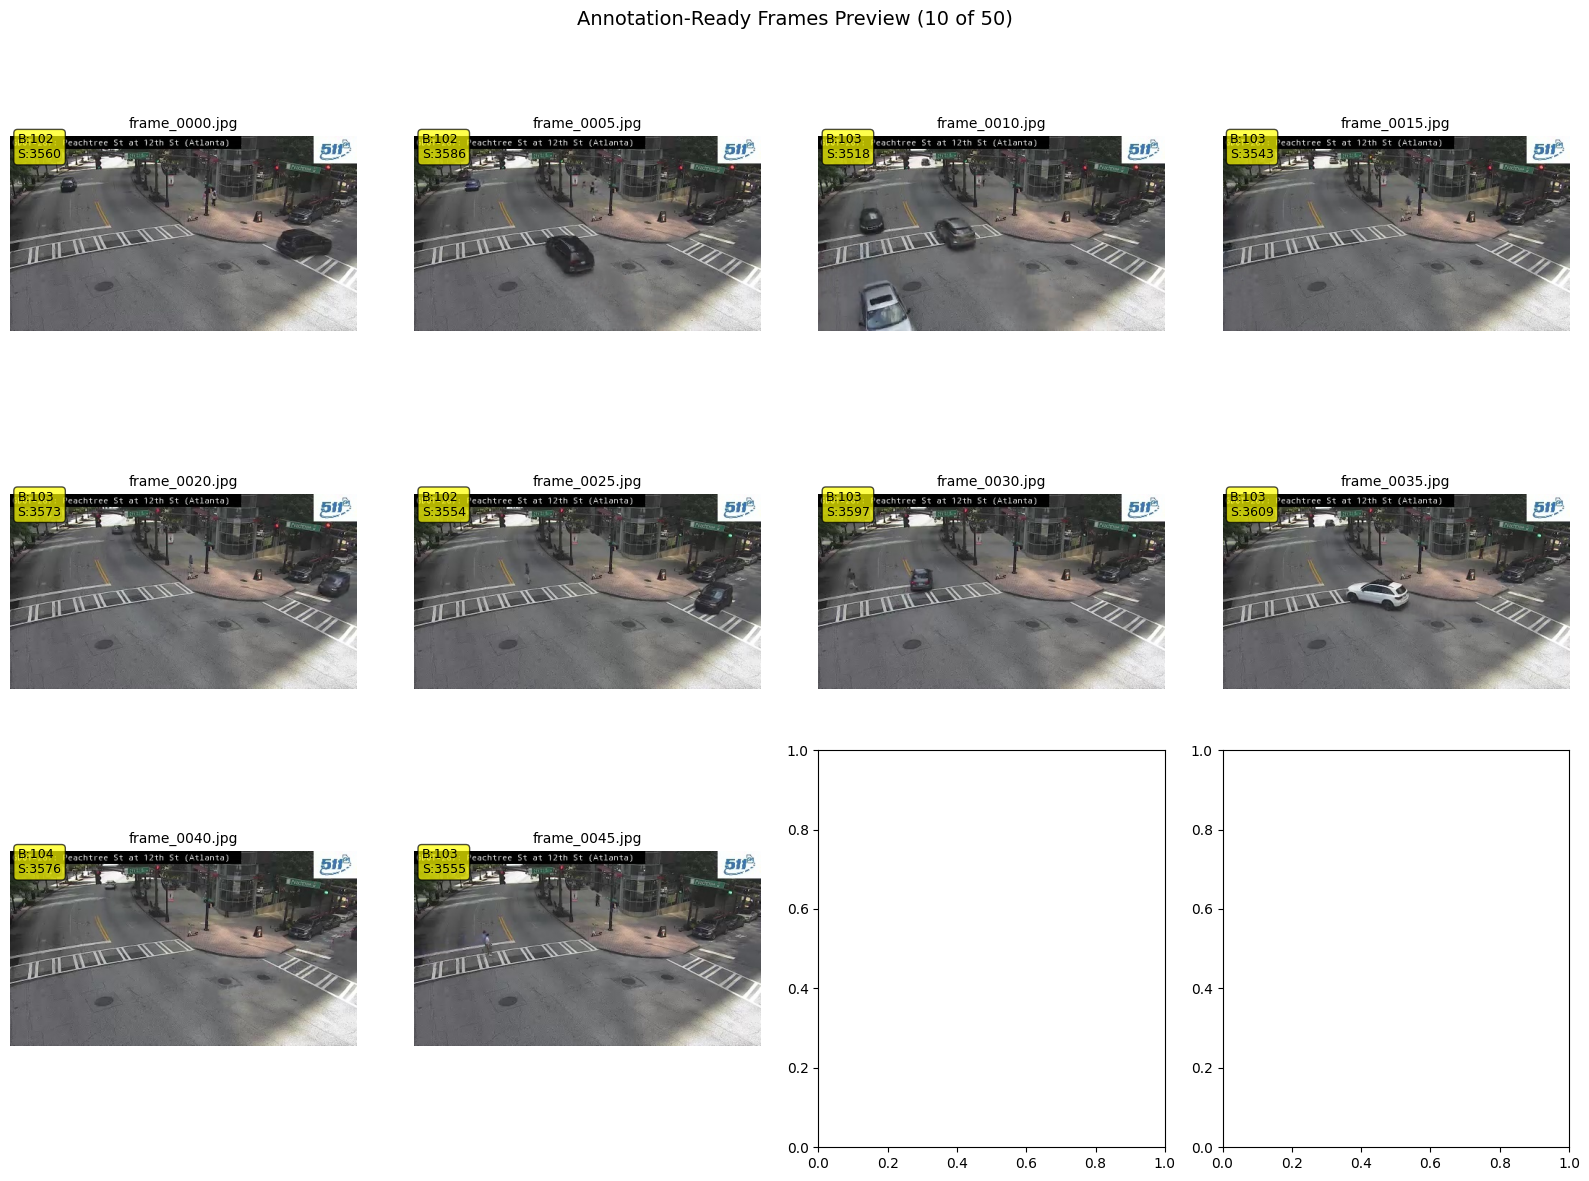 Annotation-Ready Frames Preview (10 of 50)
frame_0000.jpg
B:102
S:3560
Peachtree St at 12th St (Atlanta)
511
frame_0005.jpg
B:102
S:3586
Peachtree St at 12th St (Atlanta)
511
frame_0010.jpg
B:103
S:3518
Peachtree St at 12th St (Atlanta)
511
frame_0015.jpg
B:103
S:3543
Peachtree St at 12th St (Atlanta)
511
frame_0020.jpg
B:103
S:3573
Peachtree St at 12th St (Atlanta)
511
frame_0025.jpg
B:102
S:3554
Peachtree St at 12th St (Atlanta)
511
frame_0030.jpg
B:103
S:3597
Peachtree St at 12th St (Atlanta)
511
frame_0035.jpg
B:103
S:3609
Peachtree St at 12th St (Atlanta)
511
frame_0040.jpg
B:104
S:3576
Peachtree St at 12th St (Atlanta)
511
frame_0045.jpg
B:103
S:3555
Peachtree St at 12th St (Atlanta)
511
1.0
0.8
0.6
0.4
0.2
0.0
0.0 0.2 0.4 0.6 0.8 1.0
1.0
0.8
0.6
0.4
0.2
0.0
0.0 0.2 0.4 0.6 0.8 1.0